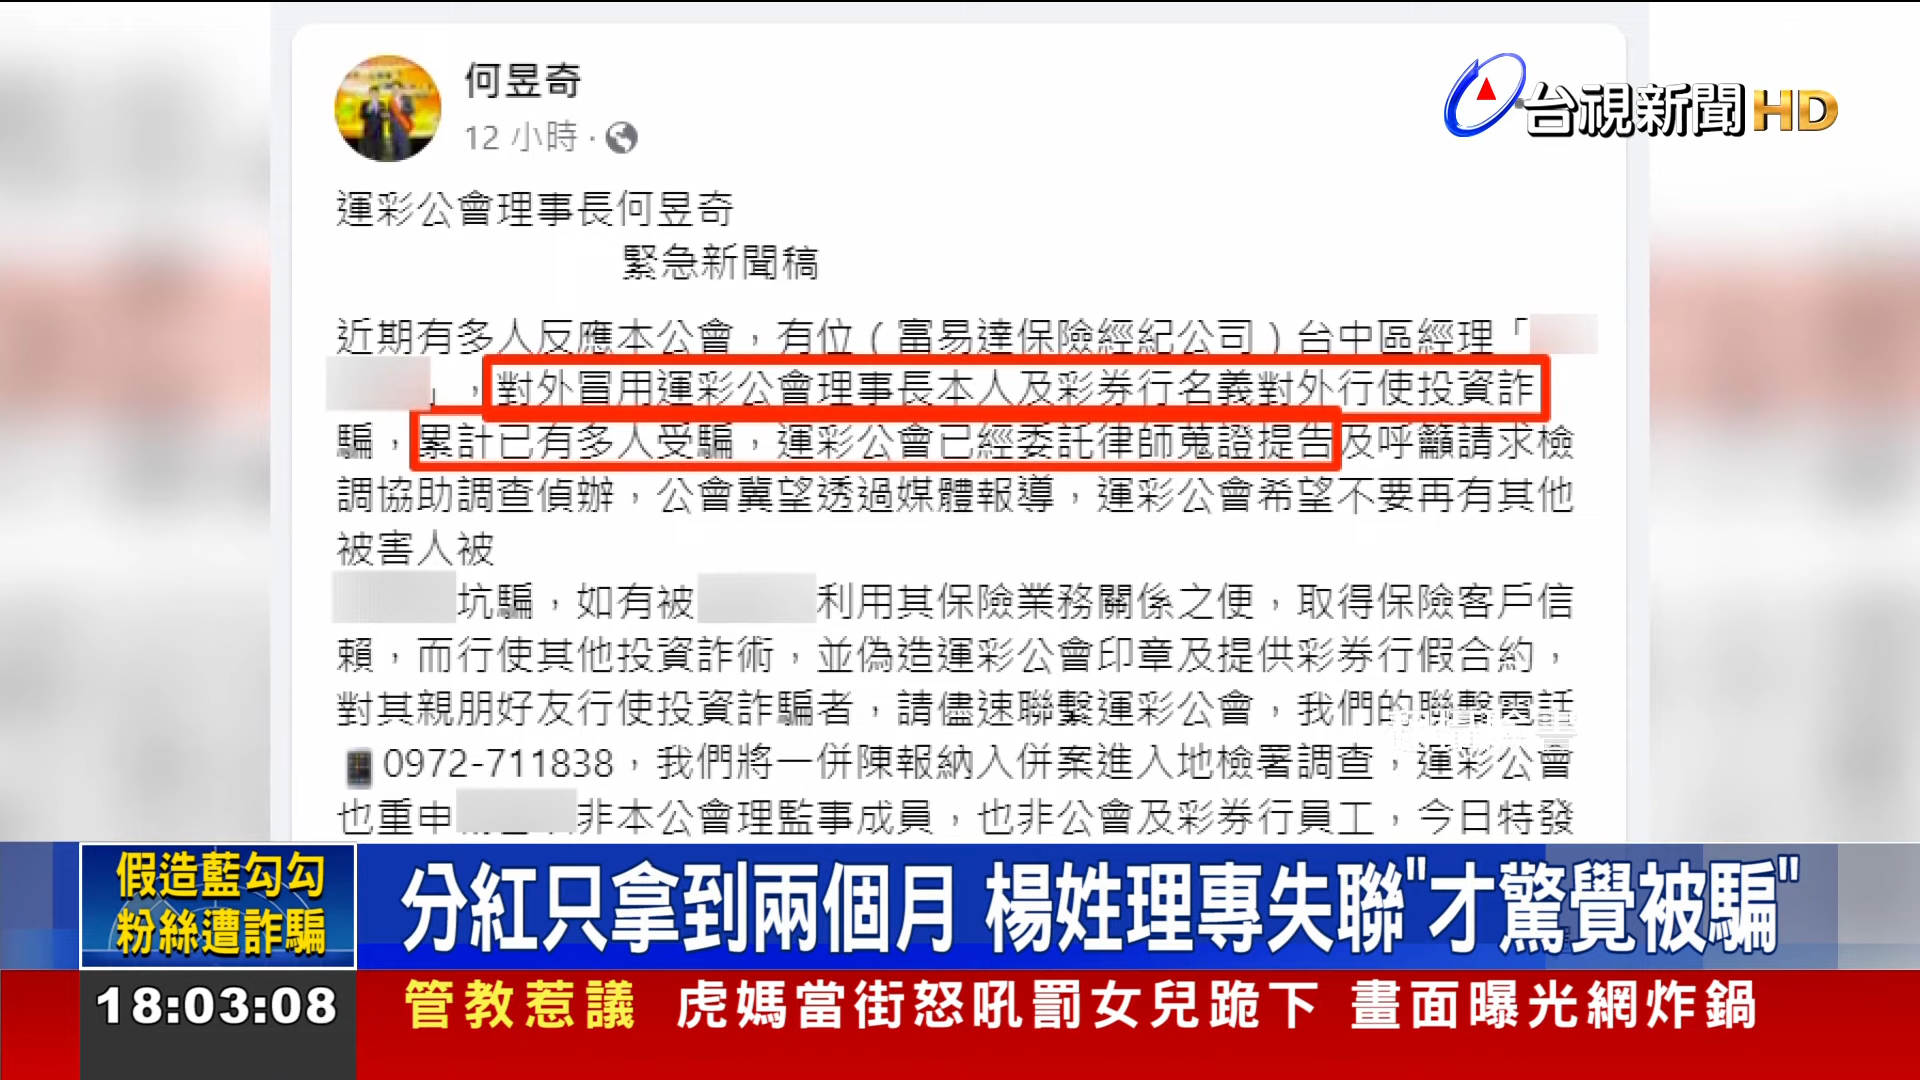 何昱奇
12 小時 ·
台視新聞HD
運彩公會理事長何昱奇
緊急新聞稿
近期有多人反應本公會，有位（富易達保險經紀公司）台中區經理「
」，對外冒用運彩公會理事長本人及彩券行名義對外行使投資詐
騙，累計已有多人受騙，運彩公會已經委託律師蒐證提告及呼籲請求檢
調協助調查偵辦，公會冀望透過媒體報導，運彩公會希望不要再有其他
被害人被
坑騙，如有被 利用其保險業務關係之便，取得保險客戶信
賴，而行使其他投資詐術，並偽造運彩公會印章及提供彩券行假合約，
對其親朋好友行使投資詐騙者，請儘速聯繫運彩公會，我們的聯繫電話
0972-711838，我們將一併陳報納入併案進入地檢署調查，運彩公會
也重申 非本公會理監事成員，也非公會及彩券行員工，今日特發
假造藍勾勾
粉絲遭詐騙
分紅只拿到兩個月 楊姓理專失聯"才驚覺被騙"
18:03:08
管教惹議 虎媽當街怒吼罰女兒跪下 畫面曝光網炸鍋